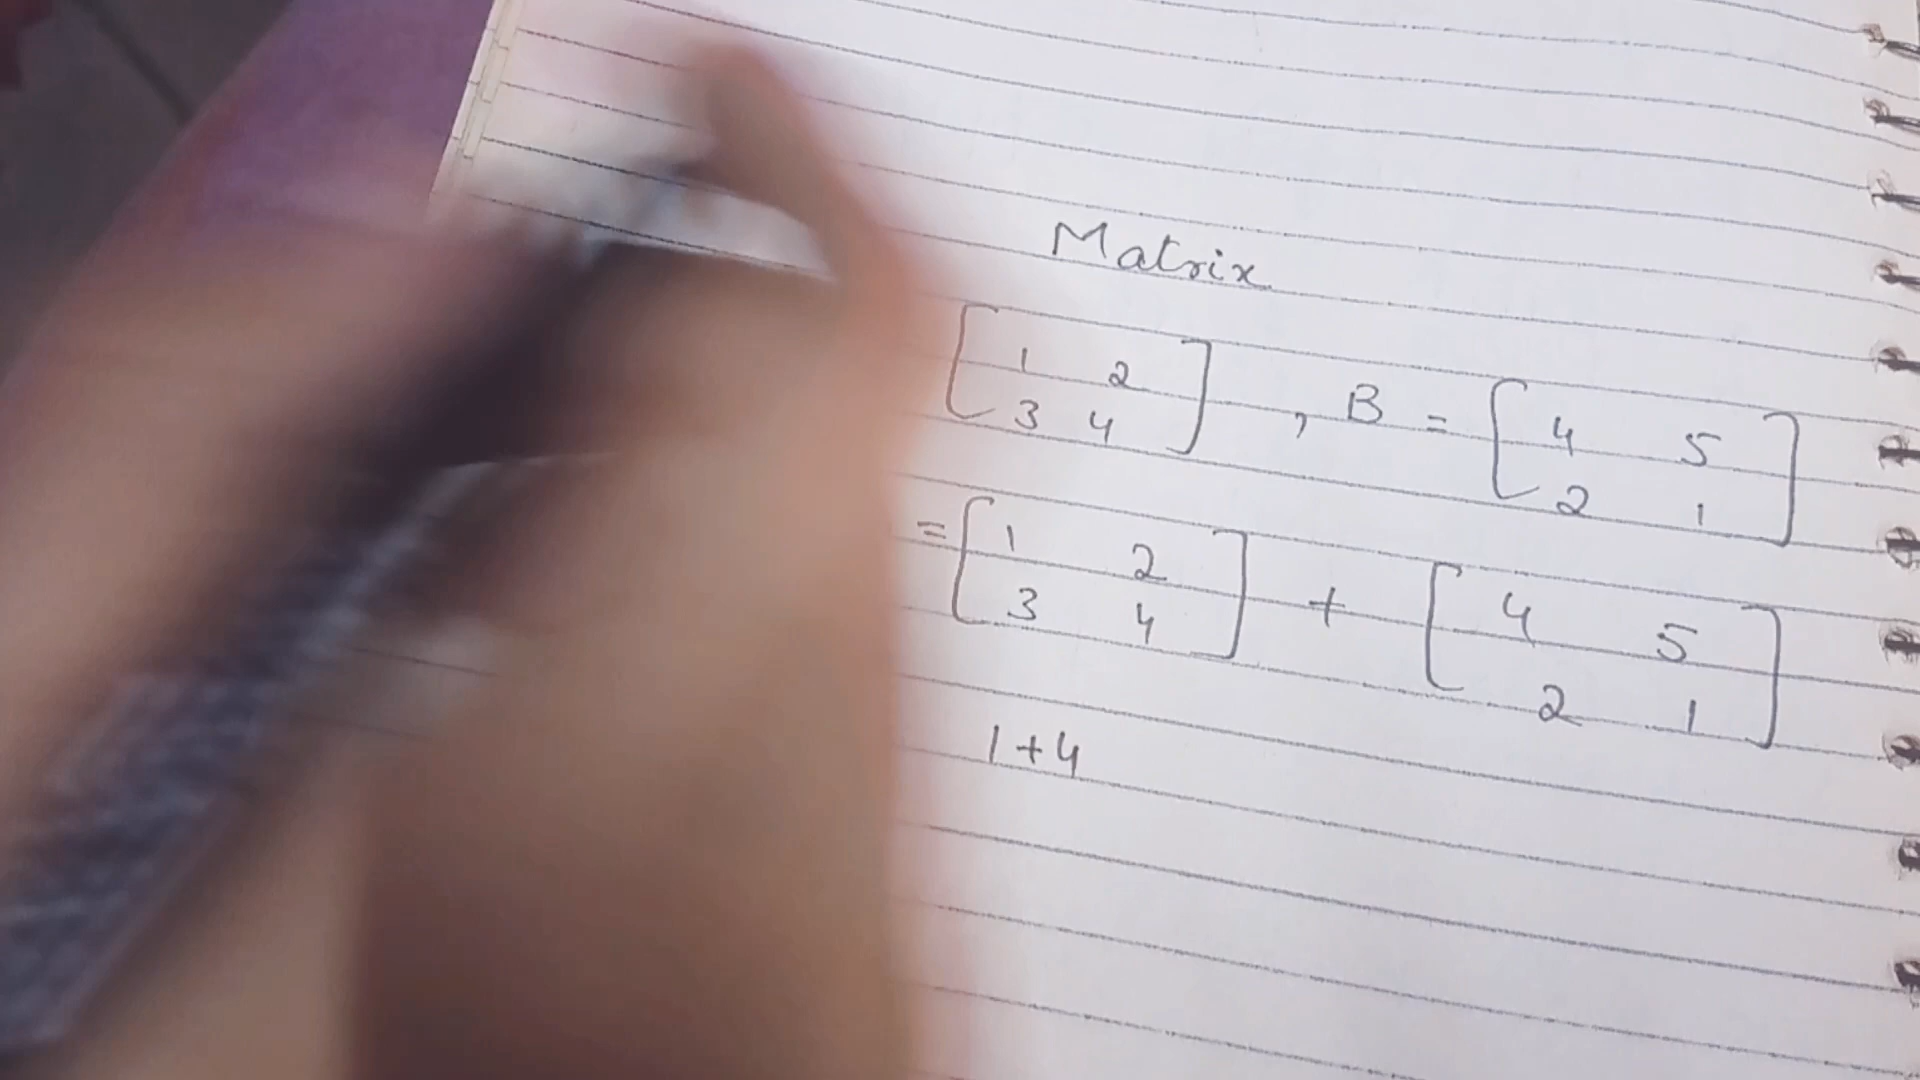 Matrix
[ 1 2 ] , B = [ 4 5 ]
[ 3 4 ] [ 2 1 ]
= [ 1 2 ] + [ 4 5 ]
[ 3 4 ] [ 2 1 ]
1+4